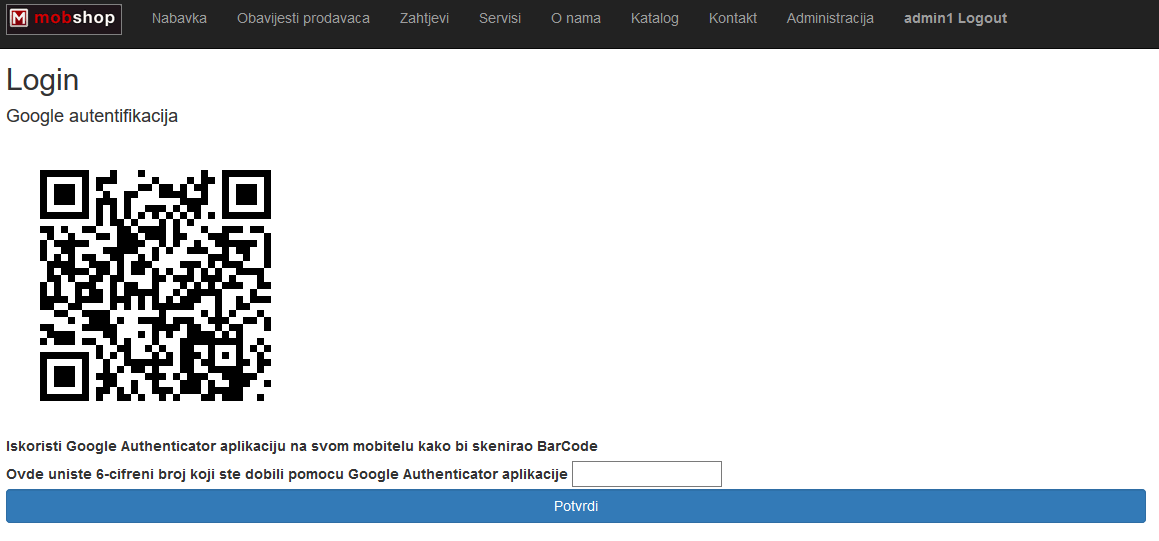 M mobshop Nabavka Obavijesti prodavaca Zahtjevi Servisi O nama Katalog Kontakt Administracija admin1 Logout
Login
Google autentifikacija
Iskoristi Google Authenticator aplikaciju na svom mobitelu kako bi skenirao BarCode
Ovde uniste 6-cifreni broj koji ste dobili pomocu Google Authenticator aplikacije
Potvrdi